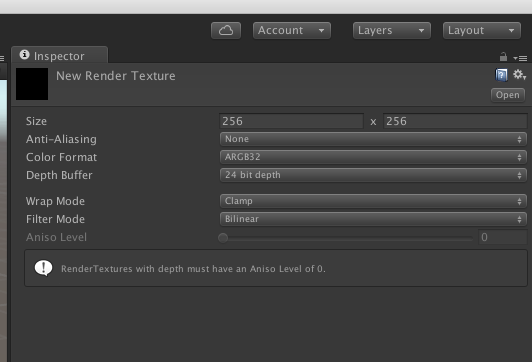 Account Layers Layout
Inspector
New Render Texture
Open
Size 256 x 256
Anti-Aliasing None
Color Format ARGB32
Depth Buffer 24 bit depth
Wrap Mode Clamp
Filter Mode Bilinear
Aniso Level 0
RenderTextures with depth must have an Aniso Level of 0.